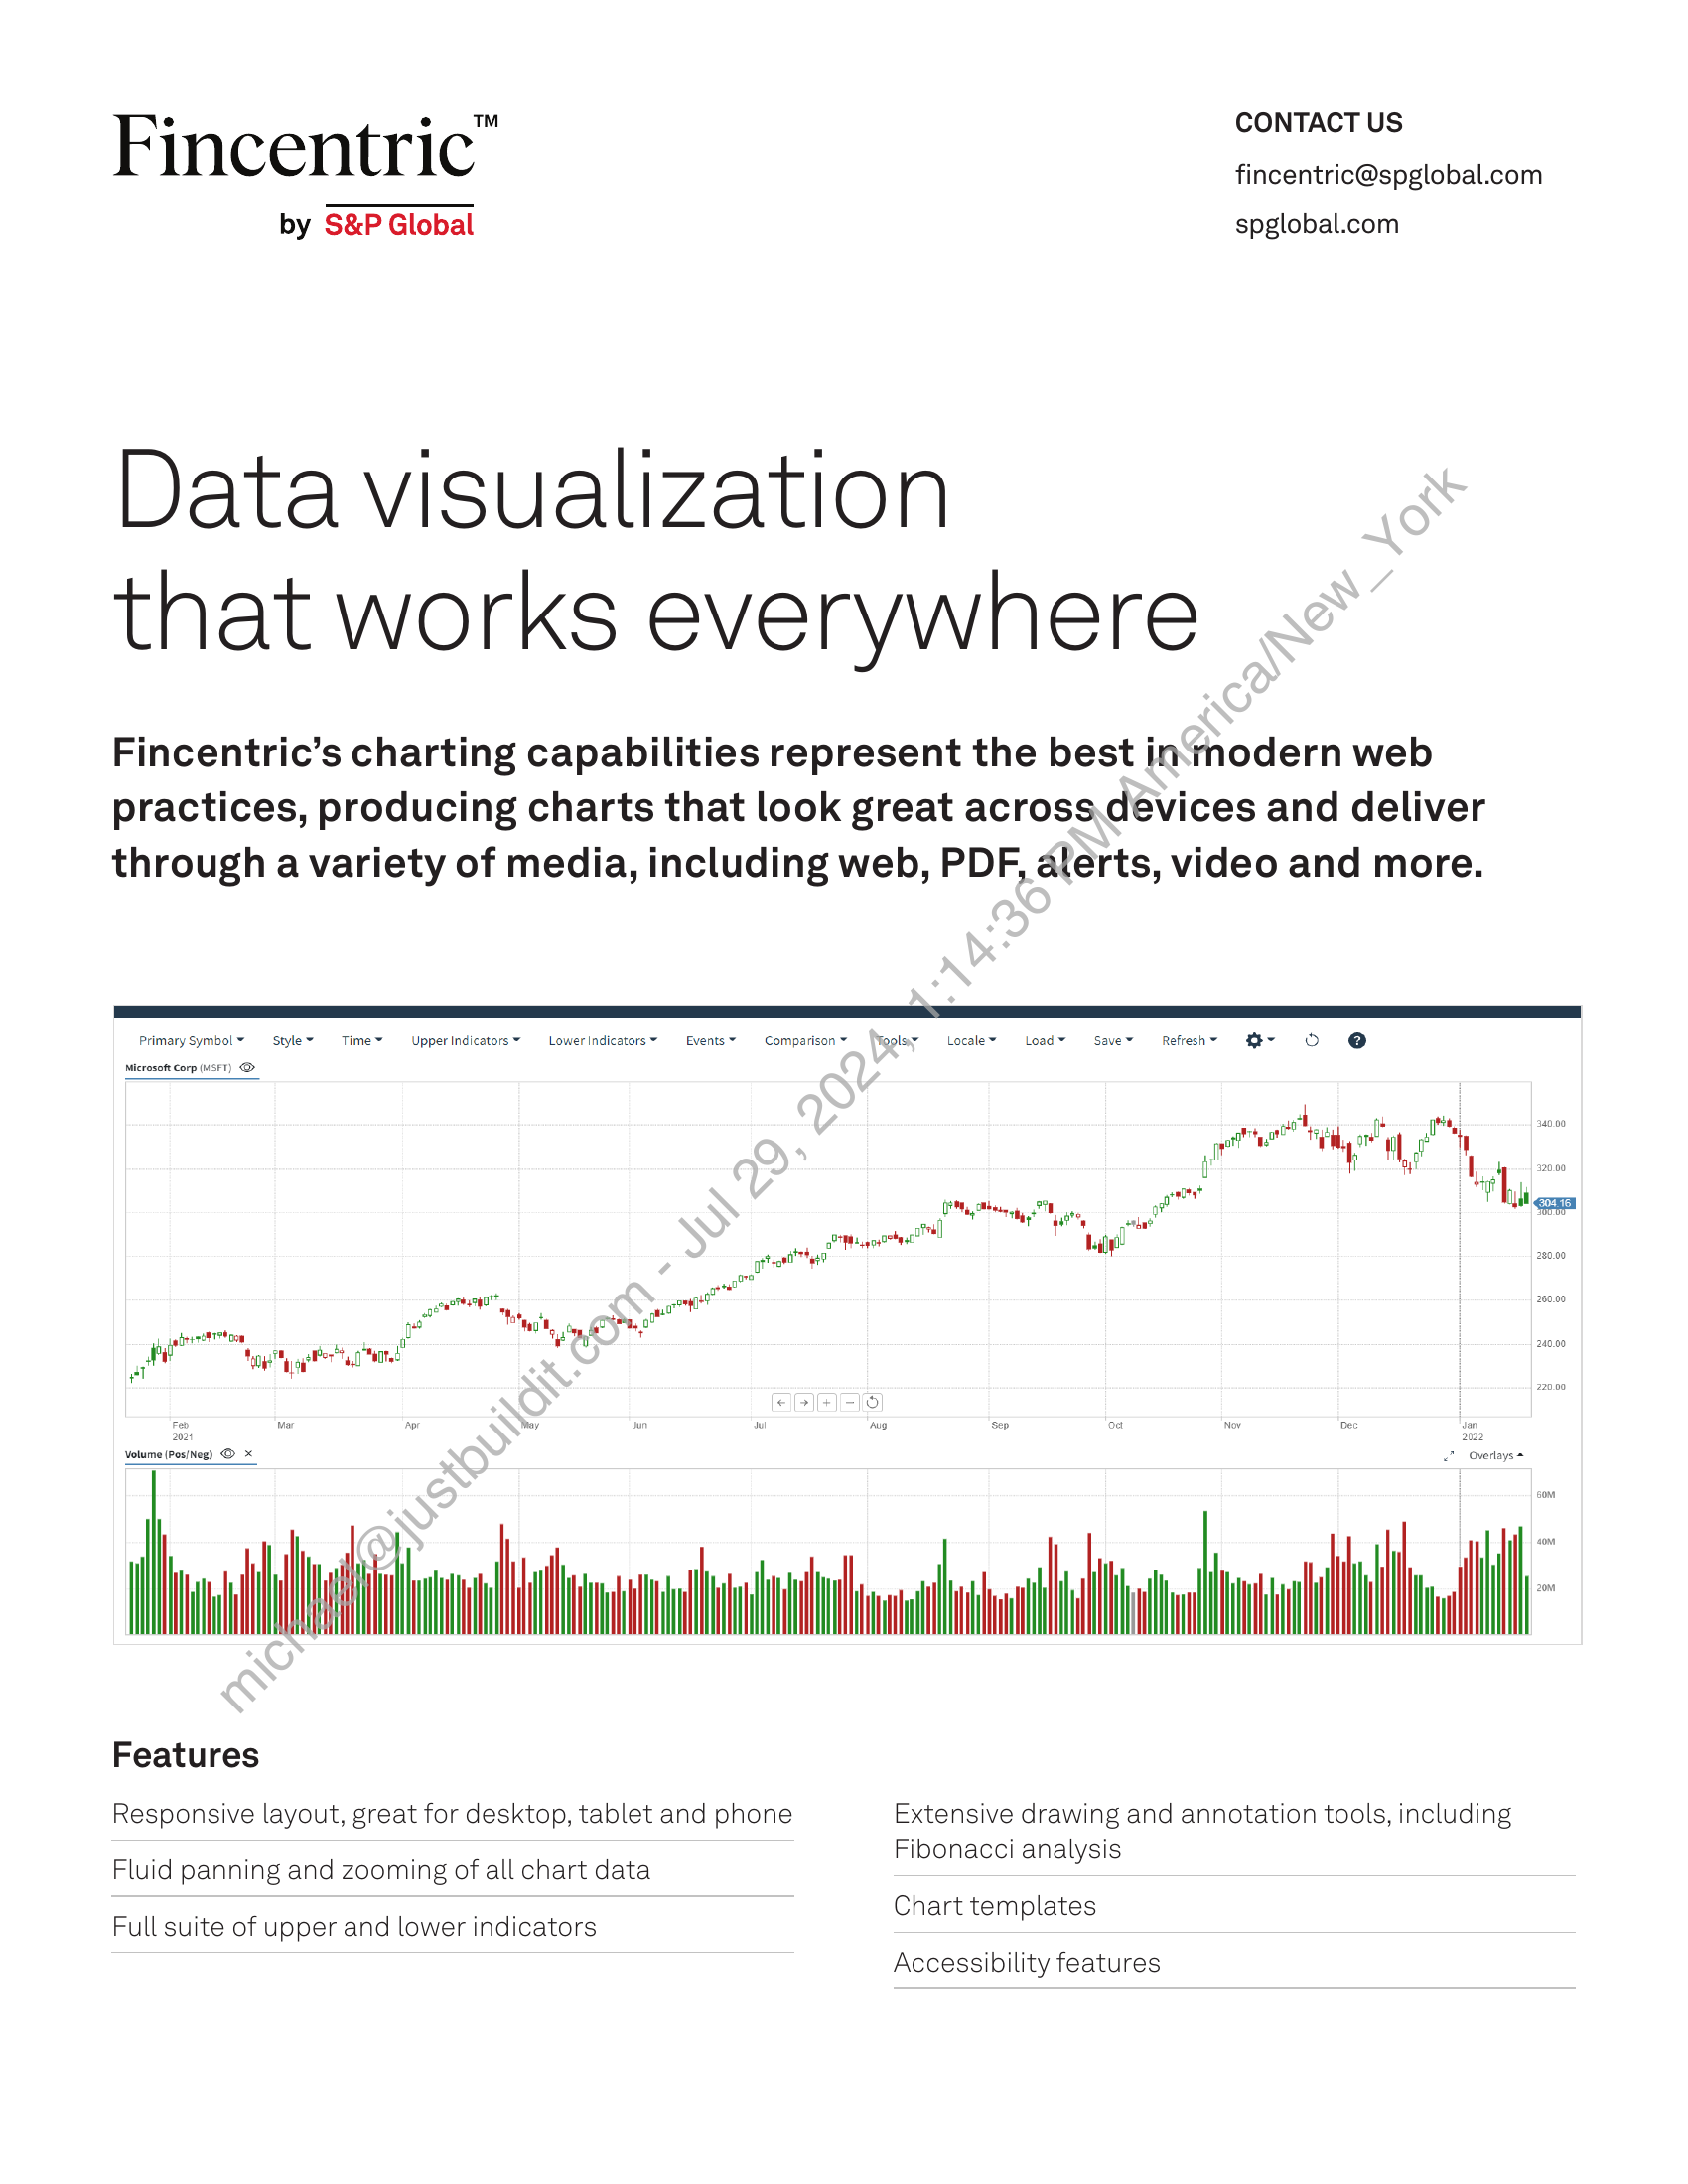 Fincentric™
by S&P Global
CONTACT US
fincentric@spglobal.com
spglobal.com
Data visualization
that works everywhere
Fincentric’s charting capabilities represent the best in modern web
practices, producing charts that look great across devices and deliver
through a variety of media, including web, PDF, alerts, video and more.
michael@justbuildit.com - Jul 29, 2024, 1:14:36 PM America/New_York
Primary Symbol Style Time Upper Indicators Lower Indicators Events Comparison Tools Locale Load Save Refresh ?
Microsoft Corp (MSFT)
340.00
320.00
304.16
300.00
280.00
260.00
240.00
220.00
Feb Mar Apr May Jun Jul Aug Sep Oct Nov Dec Jan
2021 2022
Volume (Pos/Neg) Overlays
60M
40M
20M
Features
Responsive layout, great for desktop, tablet and phone
Fluid panning and zooming of all chart data
Full suite of upper and lower indicators
Extensive drawing and annotation tools, including
Fibonacci analysis
Chart templates
Accessibility features